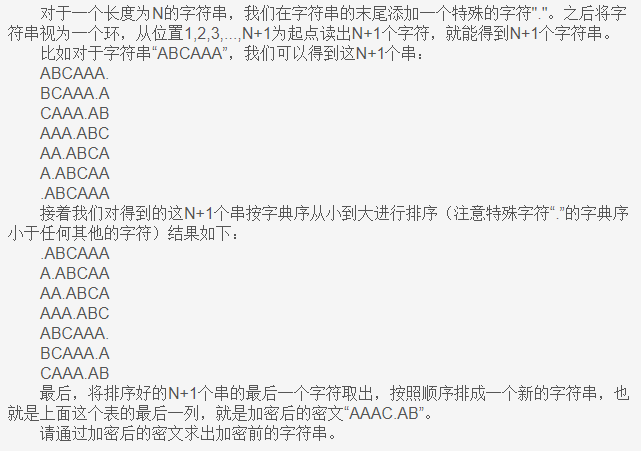 对于一个长度为N的字符串，我们在字符串的末尾添加一个特殊的字符"."。之后将字
符串视为一个环，从位置1,2,3,...,N+1为起点读出N+1个字符，就能得到N+1个字符串。
比如对于字符串“ABCAAA”，我们可以得到这N+1个串：
ABCAAA.
BCAAA.A
CAAA.AB
AAA.ABC
AA.ABCA
A.ABCAA
.ABCAAA
接着我们对得到的这N+1个串按字典序从小到大进行排序（注意特殊字符“.”的字典序
小于任何其他的字符）结果如下：
.ABCAAA
A.ABCAA
AA.ABCA
AAA.ABC
ABCAAA.
BCAAA.A
CAAA.AB
最后，将排序好的N+1个串的最后一个字符取出，按照顺序排成一个新的字符串，也
就是上面这个表的最后一列，就是加密后的密文“AAAC.AB”。
请通过加密后的密文求出加密前的字符串。